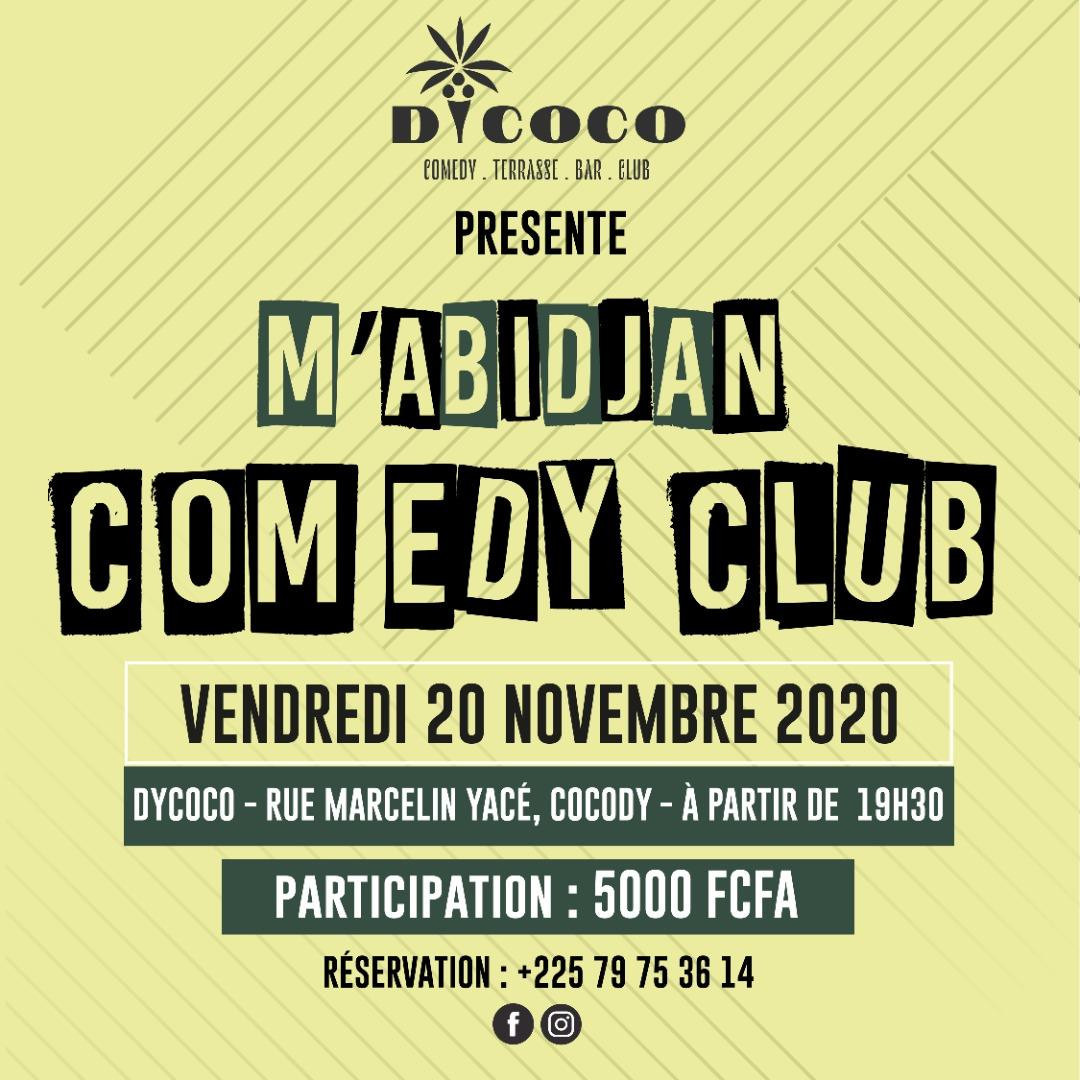 DYCOCO
COMEDY . TERRASSE . BAR . CLUB
PRESENTE
M'ABIDJAN
COMEDY CLUB
VENDREDI 20 NOVEMBRE 2020
DYCOCO - RUE MARCELIN YACÉ, COCODY - À PARTIR DE 19H30
PARTICIPATION : 5000 FCFA
RÉSERVATION : +225 79 75 36 14